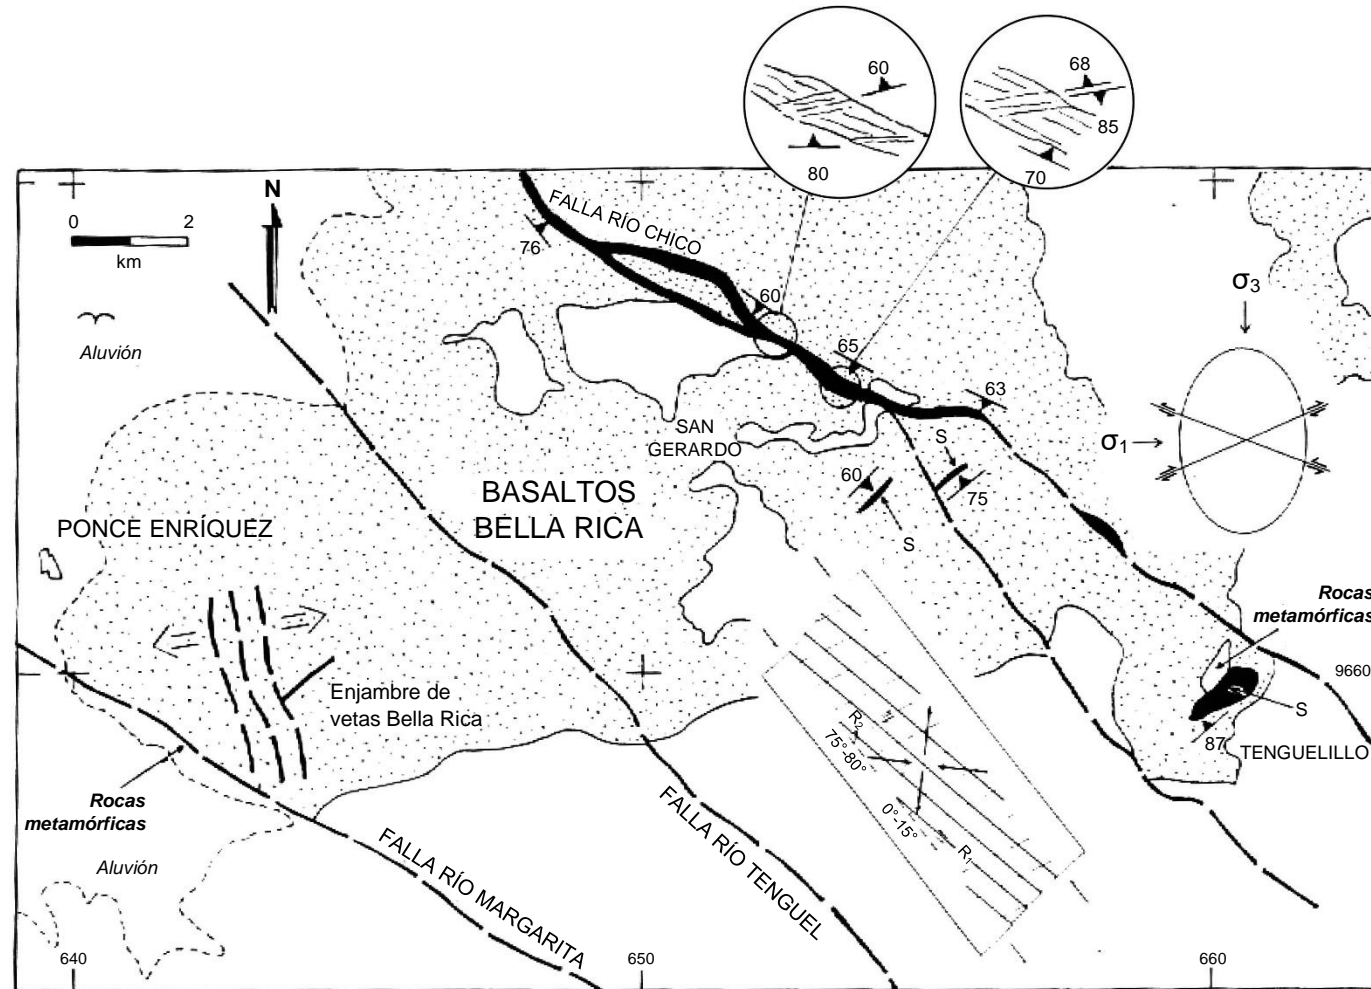 60
80
68
85
70
N
0 2
km
Aluvión
FALLA RÍO CHICO
76
60
65
63
σ3
σ1
SAN
GERARDO
S
60
75
S
BASALTOS
BELLA RICA
PONCE ENRÍQUEZ
Enjambre de
vetas Bella Rica
Rocas
metamórficas
9660
S
87
TENGUELILLO
R2
75°-80°
0°-15°
R1
Rocas
metamórficas
Aluvión
FALLA RÍO MARGARITA
FALLA RÍO TENGUEL
640
650
660